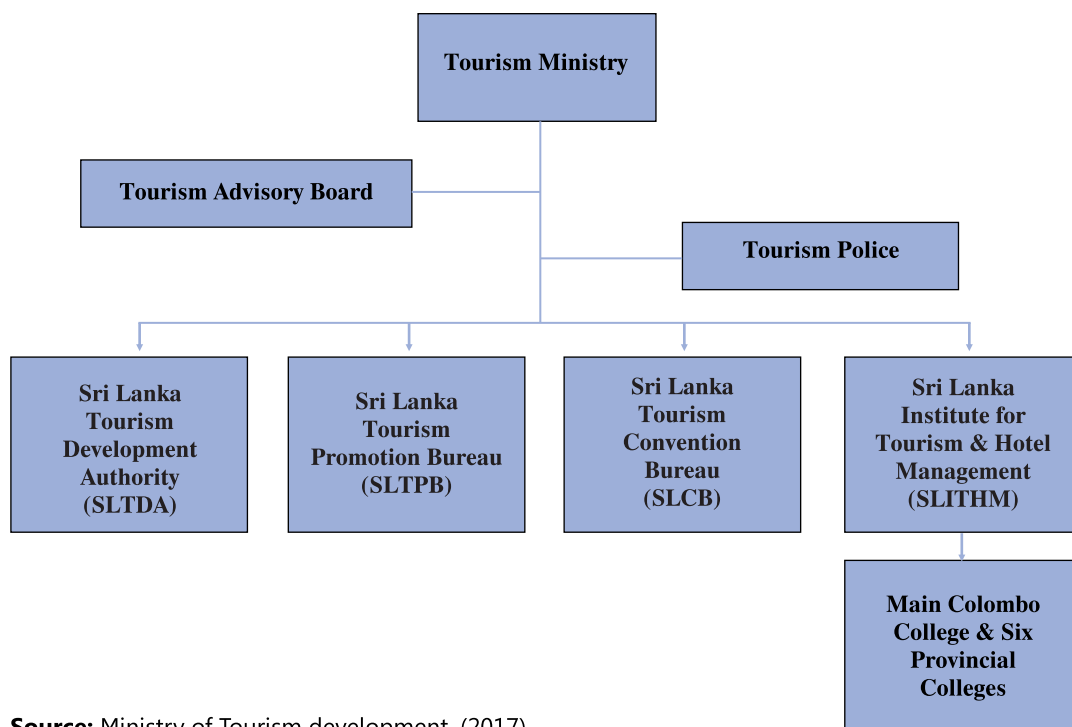 Tourism Ministry
Tourism Advisory Board
Tourism Police
Sri Lanka
Tourism
Development
Authority
(SLTDA)
Sri Lanka
Tourism
Promotion Bureau
(SLTPB)
Sri Lanka
Tourism
Convention
Bureau
(SLCB)
Sri Lanka
Institute for
Tourism & Hotel
Management
(SLITHM)
Main Colombo
College & Six
Provincial
Colleges
Source: Ministry of Tourism development, (2017)